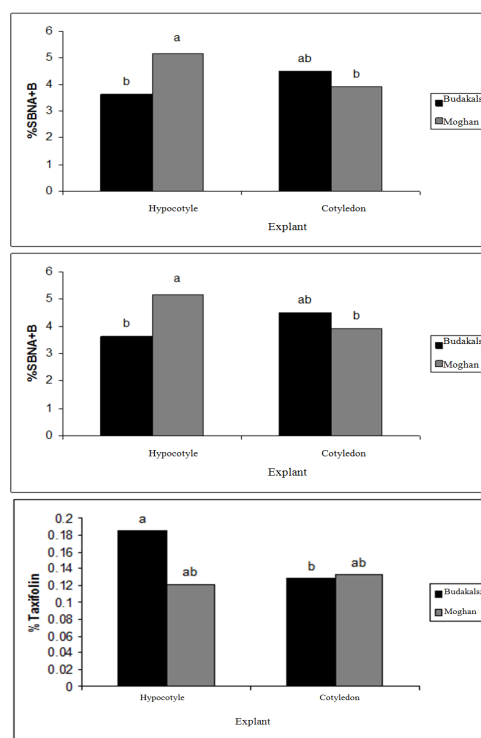 6
5
4
3
2
1
0
%SBNA+B
b
a
ab
b
Hypocotyle
Cotyledon
Explant
Moghan
6
5
4
3
2
1
0
%SBNA+B
b
a
ab
b
Hypocotyle
Cotyledon
Explant
Moghan
0.2
0.18
0.16
0.14
0.12
0.1
0.08
0.06
0.04
0.02
0
% Taxifolin
a
ab
b
ab
Hypocotyle
Cotyledon
Explant
Moghan